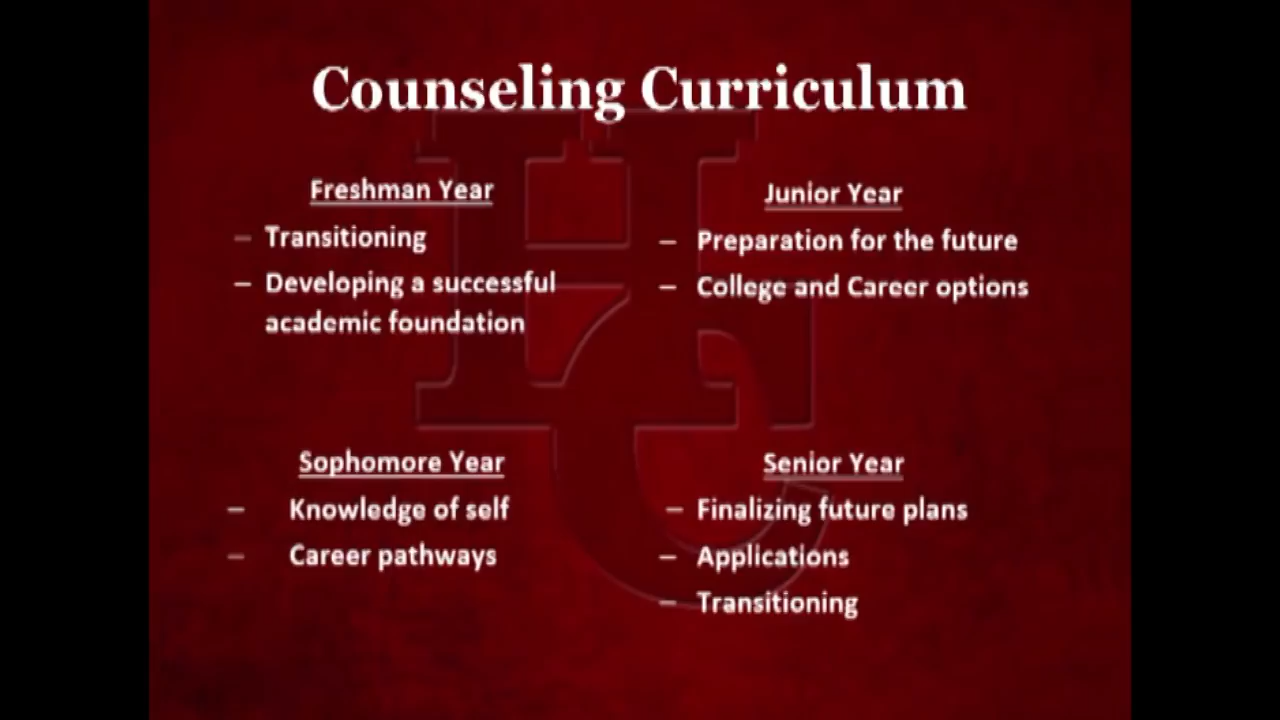 Counseling Curriculum
Freshman Year
– Transitioning
– Developing a successful
academic foundation
Sophomore Year
– Knowledge of self
– Career pathways
Junior Year
– Preparation for the future
– College and Career options
Senior Year
– Finalizing future plans
– Applications
– Transitioning